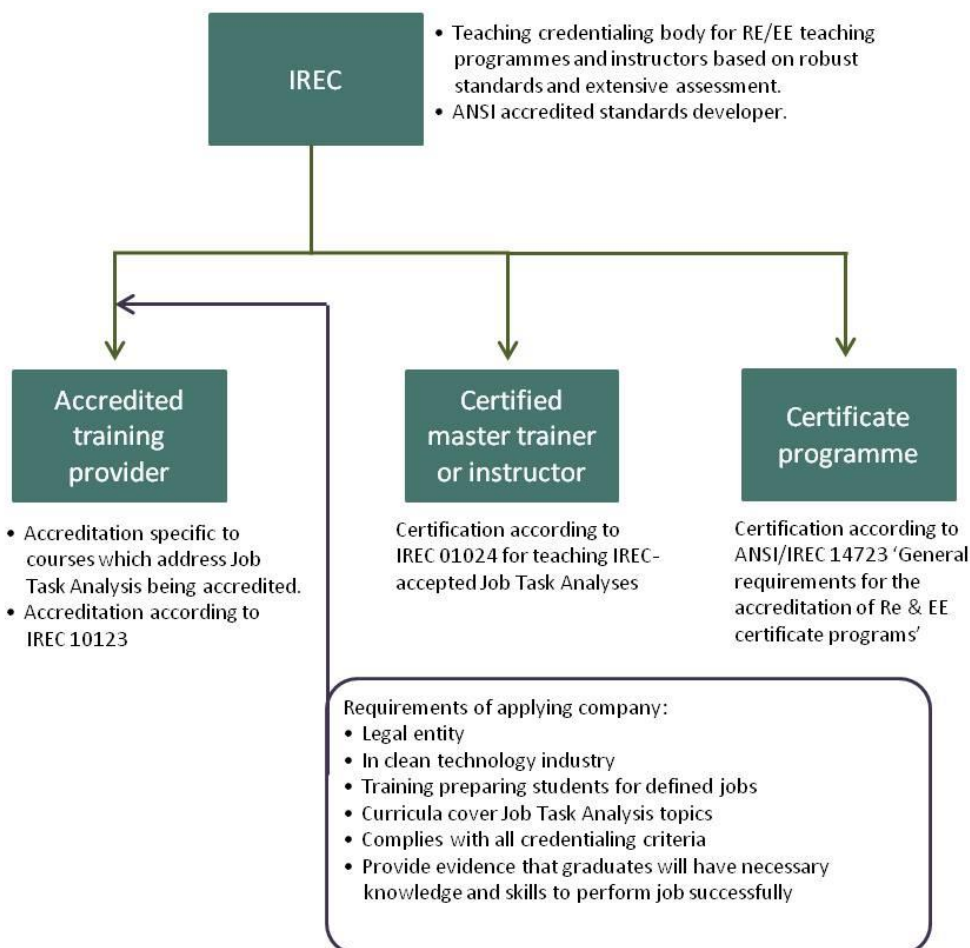 IREC
• Teaching credentialing body for RE/EE teaching
programmes and instructors based on robust
standards and extensive assessment.
• ANSI accredited standards developer.
Accredited
training
provider
• Accreditation specific to
courses which address Job
Task Analysis being accredited.
• Accreditation according to
IREC 10123
Certified
master trainer
or instructor
Certification according to
IREC 01024 for teaching IREC-
accepted Job Task Analyses
Certificate
programme
Certification according to
ANSI/IREC 14723 ‘General
requirements for the
accreditation of Re & EE
certificate programs’
Requirements of applying company:
• Legal entity
• In clean technology industry
• Training preparing students for defined jobs
• Curricula cover Job Task Analysis topics
• Complies with all credentialing criteria
• Provide evidence that graduates will have necessary
knowledge and skills to perform job successfully